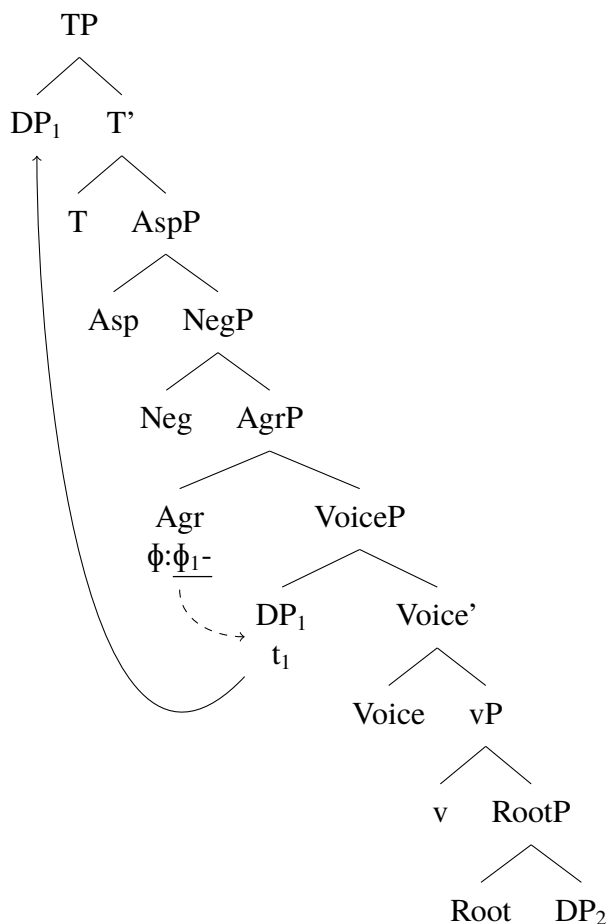 TP
DP₁ T’
T AspP
Asp NegP
Neg AgrP
Agr VoiceP
ϕ:ϕ₁-
DP₁ Voice’
t₁
Voice vP
v RootP
Root DP₂